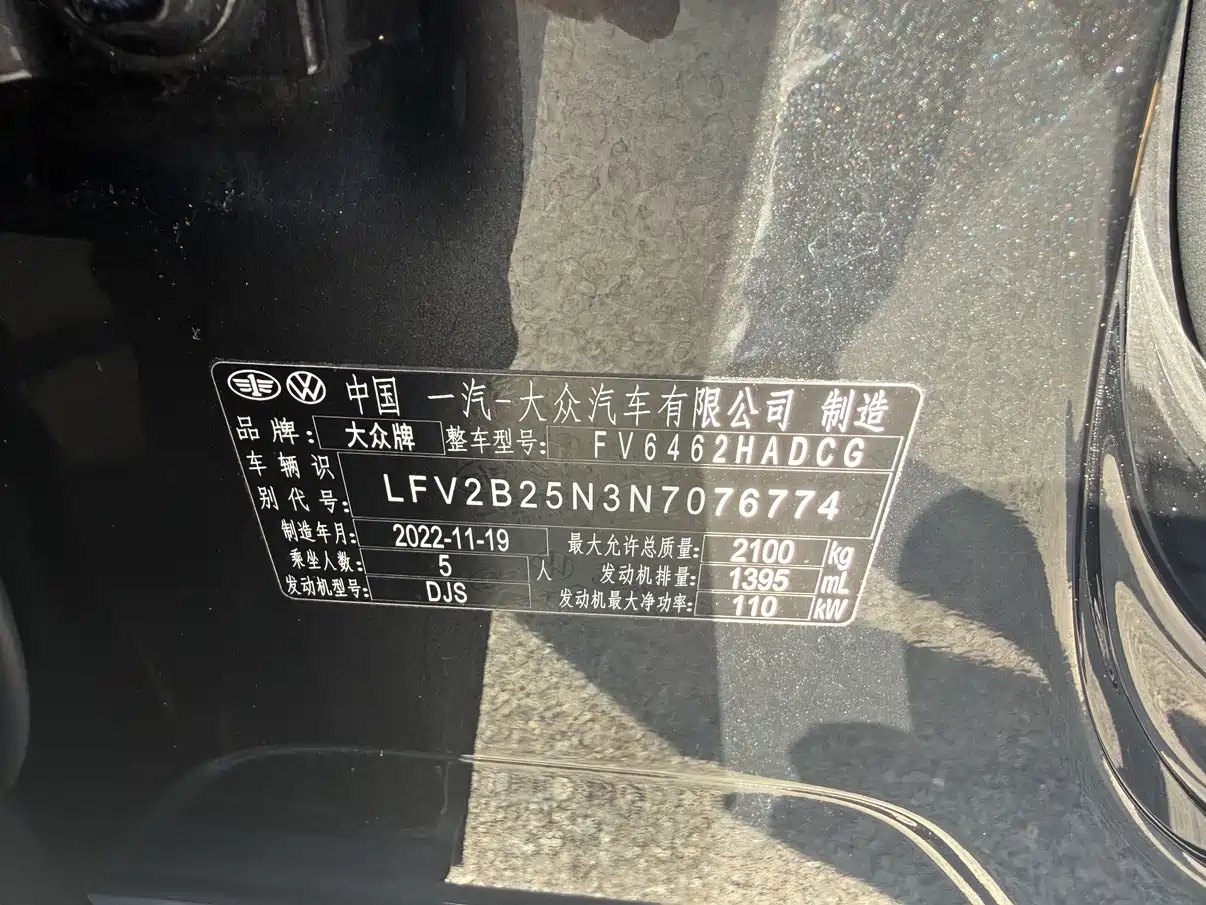 中国 一汽-大众汽车有限公司 制造
品牌: 大众牌 整车型号: FV6462HADCG
车辆识别代号: LFV2B25N3N7076774
制造年月: 2022-11-19 最大允许总质量: 2100 kg
乘坐人数: 5 人 发动机排量: 1395 mL
发动机型号: DJS 发动机最大净功率: 110 kW